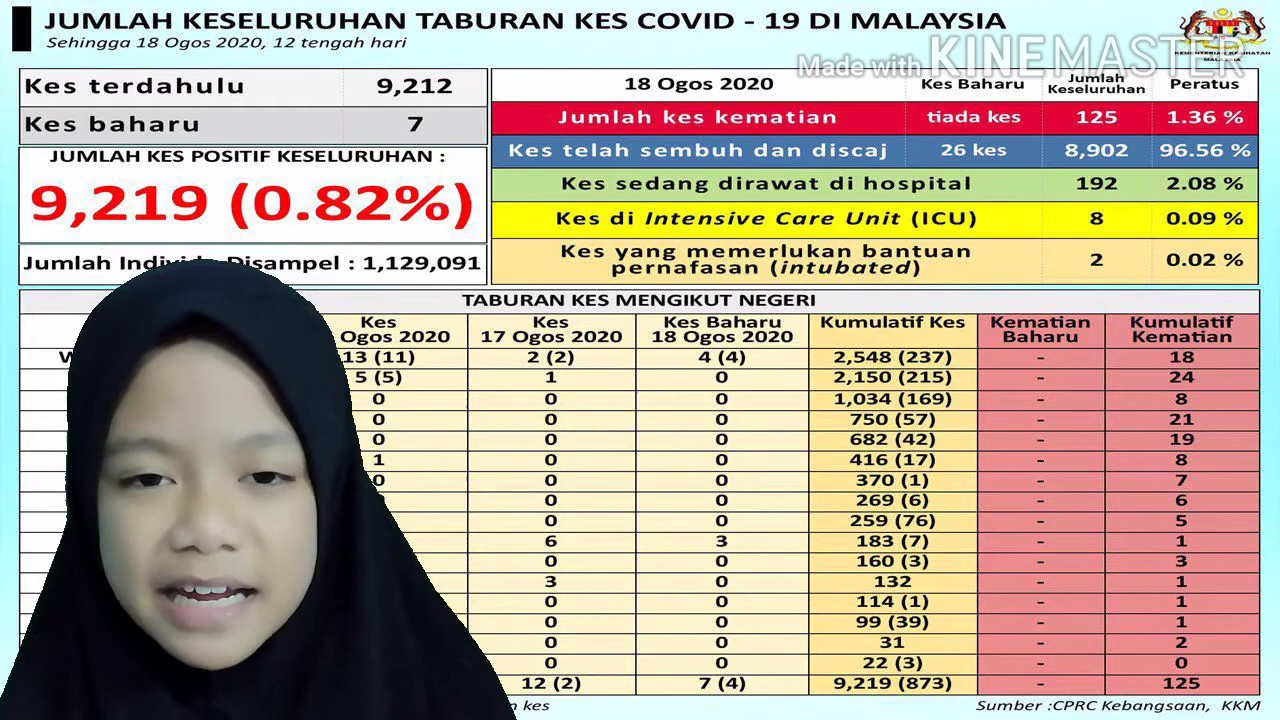 JUMLAH KESELURUHAN TABURAN KES COVID - 19 DI MALAYSIA
Sehingga 18 Ogos 2020, 12 tengah hari
Made with KINEMASTER
KEMENTERIAN KESIHATAN
MALAYSIA
Kes terdahulu 9,212
Kes baharu 7
JUMLAH KES POSITIF KESELURUHAN :
9,219 (0.82%)
Jumlah Disampel : 1,129,091
18 Ogos 2020 Kes Baharu Jumlah Keseluruhan Peratus
Jumlah kes kematian tiada kes 125 1.36 %
Kes telah sembuh dan discaj 26 kes 8,902 96.56 %
Kes sedang dirawat di hospital 192 2.08 %
Kes di Intensive Care Unit (ICU) 8 0.09 %
Kes yang memerlukan bantuan
pernafasan (intubated) 2 0.02 %
TABURAN KES MENGIKUT NEGERI
Kes Kes Kes Baharu Kumulatif Kes Kematian Kumulatif
Ogos 2020 17 Ogos 2020 18 Ogos 2020 Baharu Kematian
13 (11) 2 (2) 4 (4) 2,548 (237) - 18
5 (5) 1 0 2,150 (215) - 24
0 0 0 1,034 (169) - 8
0 0 0 750 (57) - 21
0 0 0 682 (42) - 19
1 0 0 416 (17) - 8
0 0 0 370 (1) - 7
0 0 269 (6) - 6
0 0 259 (76) - 5
6 3 183 (7) - 1
0 0 160 (3) - 3
3 0 132 - 1
0 0 114 (1) - 1
0 0 99 (39) - 1
0 0 31 - 2
0 0 22 (3) - 0
12 (2) 7 (4) 9,219 (873) - 125
kes Sumber :CPRC Kebangsaan, KKM